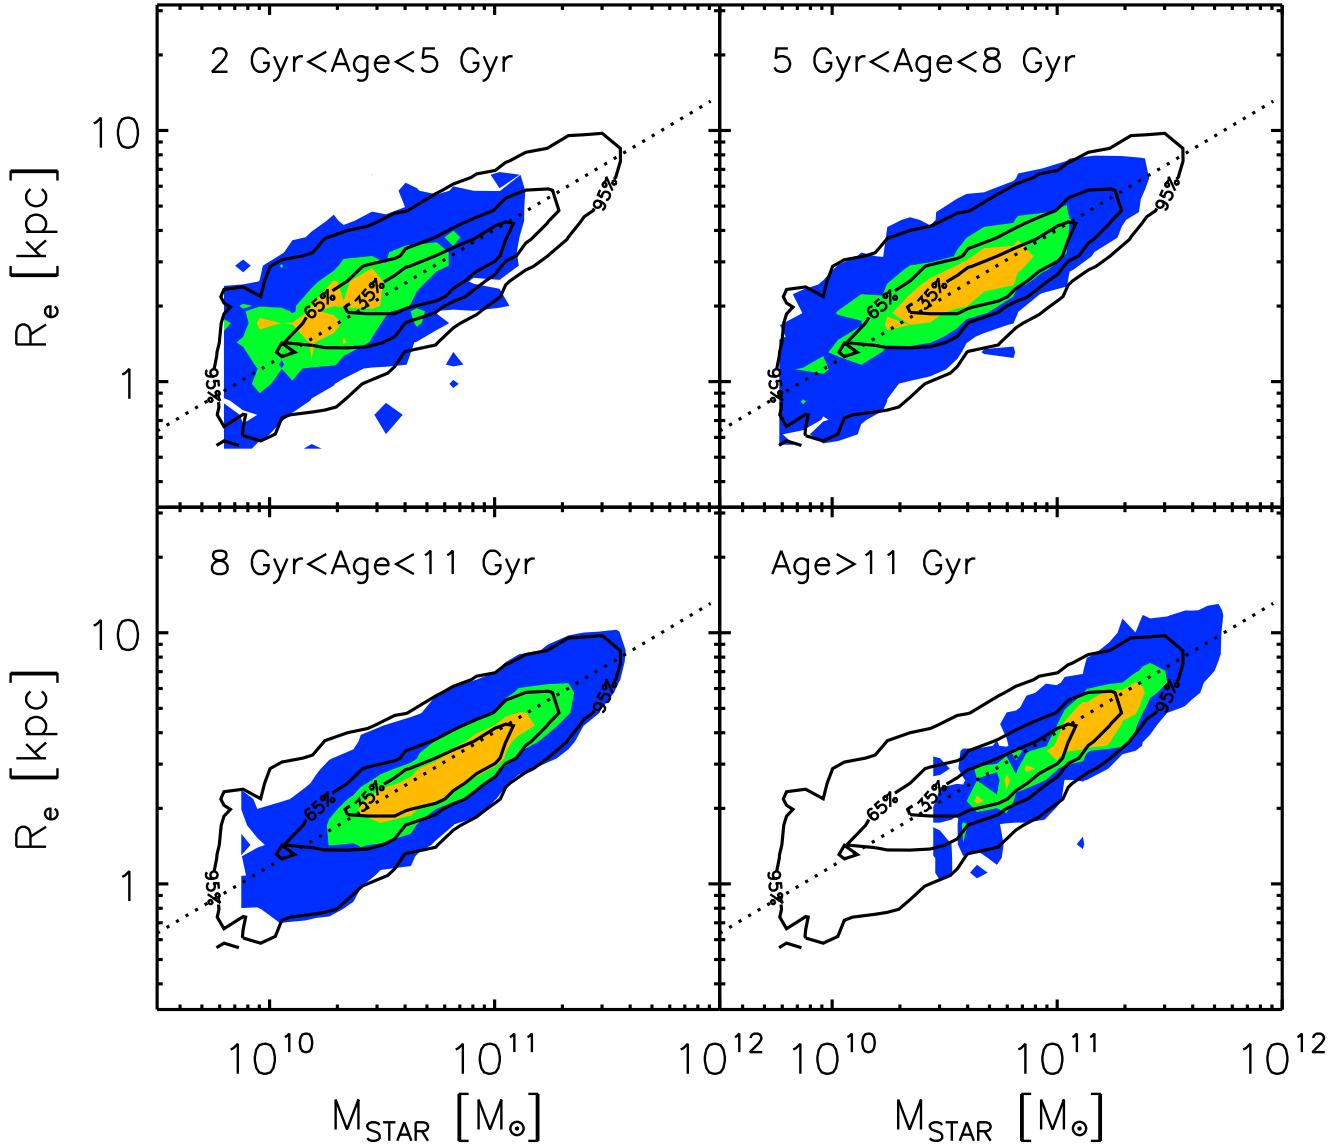 2 Gyr<Age<5 Gyr
5 Gyr<Age<8 Gyr
10
1
R_e [kpc]
95%
65%
35%
95%
95%
65%
35%
95%
8 Gyr<Age<11 Gyr
Age>11 Gyr
10
1
R_e [kpc]
95%
65%
35%
95%
95%
65%
35%
95%
10^10 10^11 10^12 10^10 10^11 10^12
M_STAR [M_⊙] M_STAR [M_⊙]